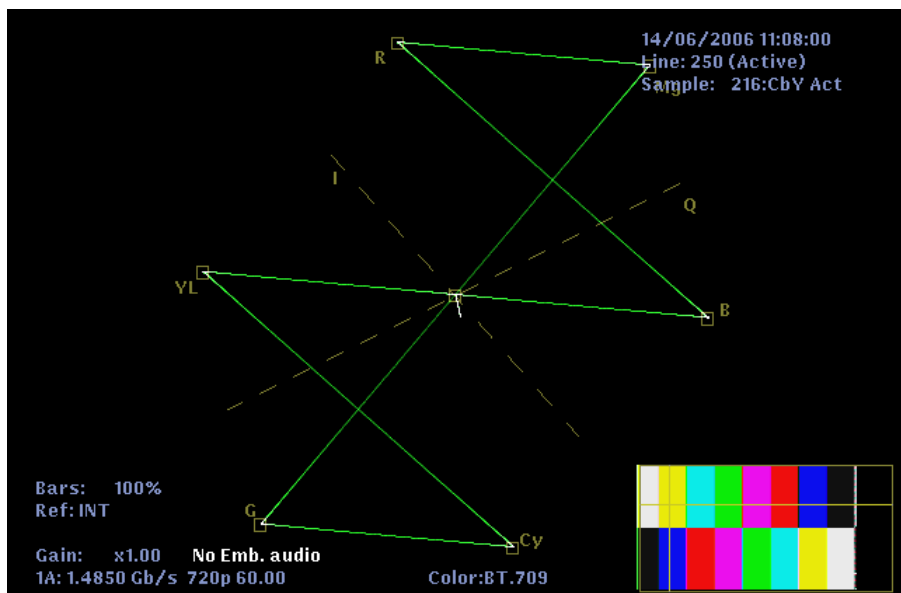 14/06/2006 11:08:00
R
Line: 250 (Active)
Mg
Sample: 216:CbY Act
I
Q
YL
B
Bars: 100%
Ref: INT
G
Cy
Gain: x1.00 No Emb. audio
1A: 1.4850 Gb/s 720p 60.00 Color:BT.709